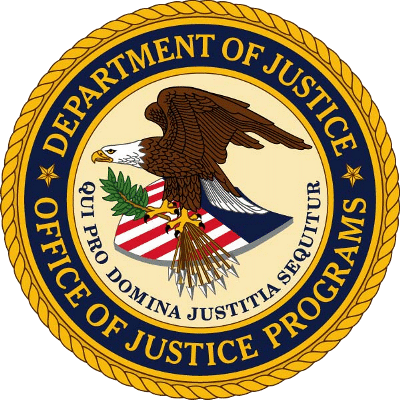 DEPARTMENT OF JUSTICE
QUI PRO DOMINA JUSTITIA SEQUITUR
OFFICE OF JUSTICE PROGRAMS